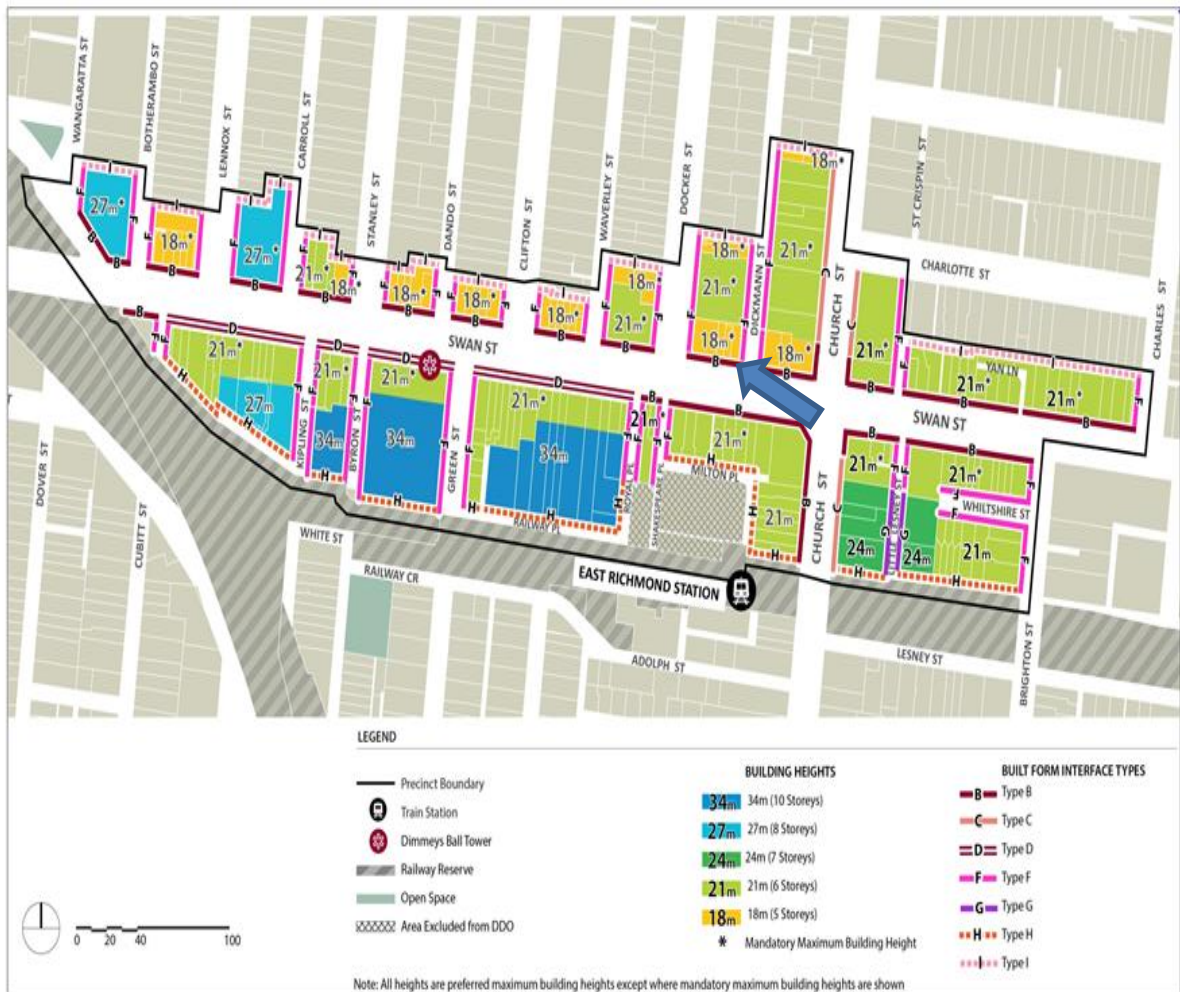 WANGARATTA ST
BOTHERAMBO ST
LENNOX ST
CARROLL ST
STANLEY ST
DANDO ST
CLIFTON ST
WAVERLEY ST
DOCKER ST
DICKMANN ST
CHURCH ST
ST CRISPIN ST
CHARLOTTE ST
CHARLES ST
27m*
18m*
27m*
21m*
18m*
18m*
18m*
18m*
18m*
21m*
18m*
21m*
18m*
18m*
21m*
18m*
21m*
YAN LN
21m*
21m*
SWAN ST
SWAN ST
21m*
27m
21m*
34m
21m*
34m
21m*
34m
21m*
21m*
21m
21m*
24m
24m
21m*
21m
KIPLING ST
BYRON ST
GREEN ST
ROYAL PL
SHAKESPEARE PL
MILTON PL
RAILWAY PL
CHURCH ST
LITTLE LESNEY ST
WHILTSHIRE ST
DOVER ST
CUBITT ST
WHITE ST
RAILWAY CR
EAST RICHMOND STATION
ADOLPH ST
LESNEY ST
BRIGHTON ST
LEGEND
Precinct Boundary
Train Station
Dimmeys Ball Tower
Railway Reserve
Open Space
Area Excluded from DDO
BUILDING HEIGHTS
34m 34m (10 Storeys)
27m 27m (8 Storeys)
24m 24m (7 Storeys)
21m 21m (6 Storeys)
18m 18m (5 Storeys)
* Mandatory Maximum Building Height
BUILT FORM INTERFACE TYPES
B Type B
C Type C
D Type D
F Type F
G Type G
H Type H
I Type I
0 20 40 100
Note: All heights are preferred maximum building heights except where mandatory maximum building heights are shown